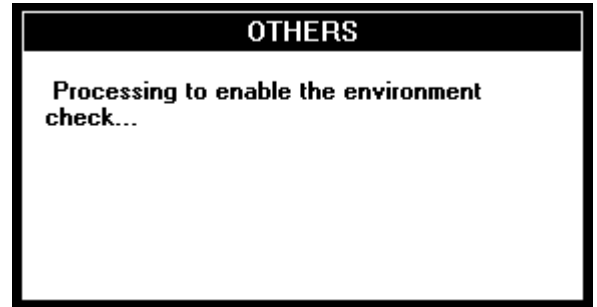 OTHERS
Processing to enable the environment
check...